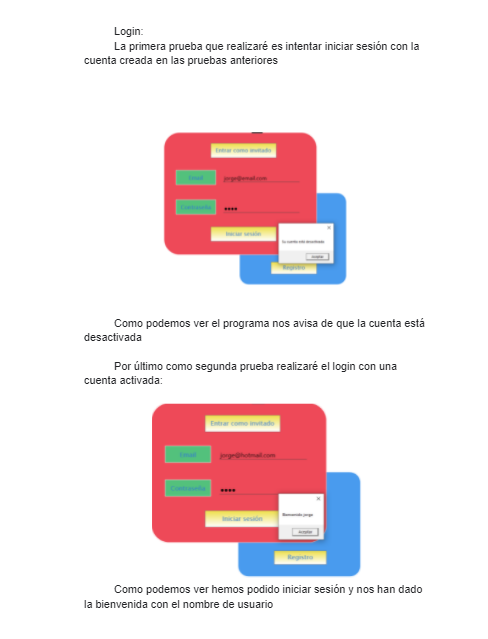 Login:
La primera prueba que realizaré es intentar iniciar sesión con la
cuenta creada en las pruebas anteriores
Entrar como invitado
Email
jorge@email.com
Contraseña
Iniciar sesión
Su cuenta está desactivada
Aceptar
Registro
Como podemos ver el programa nos avisa de que la cuenta está
desactivada
Por último como segunda prueba realizaré el login con una
cuenta activada:
Entrar como invitado
Email
jorge@hotmail.com
Contraseña
Iniciar sesión
Bienvenido jorge
Aceptar
Registro
Como podemos ver hemos podido iniciar sesión y nos han dado
la bienvenida con el nombre de usuario